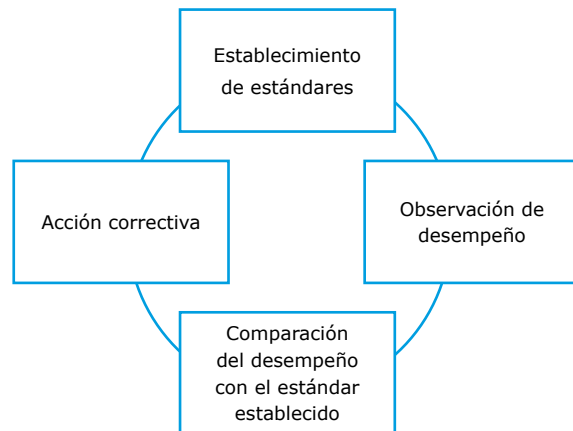 Establecimiento
de estándares
Observación de
desempeño
Comparación
del desempeño
con el estándar
establecido
Acción correctiva